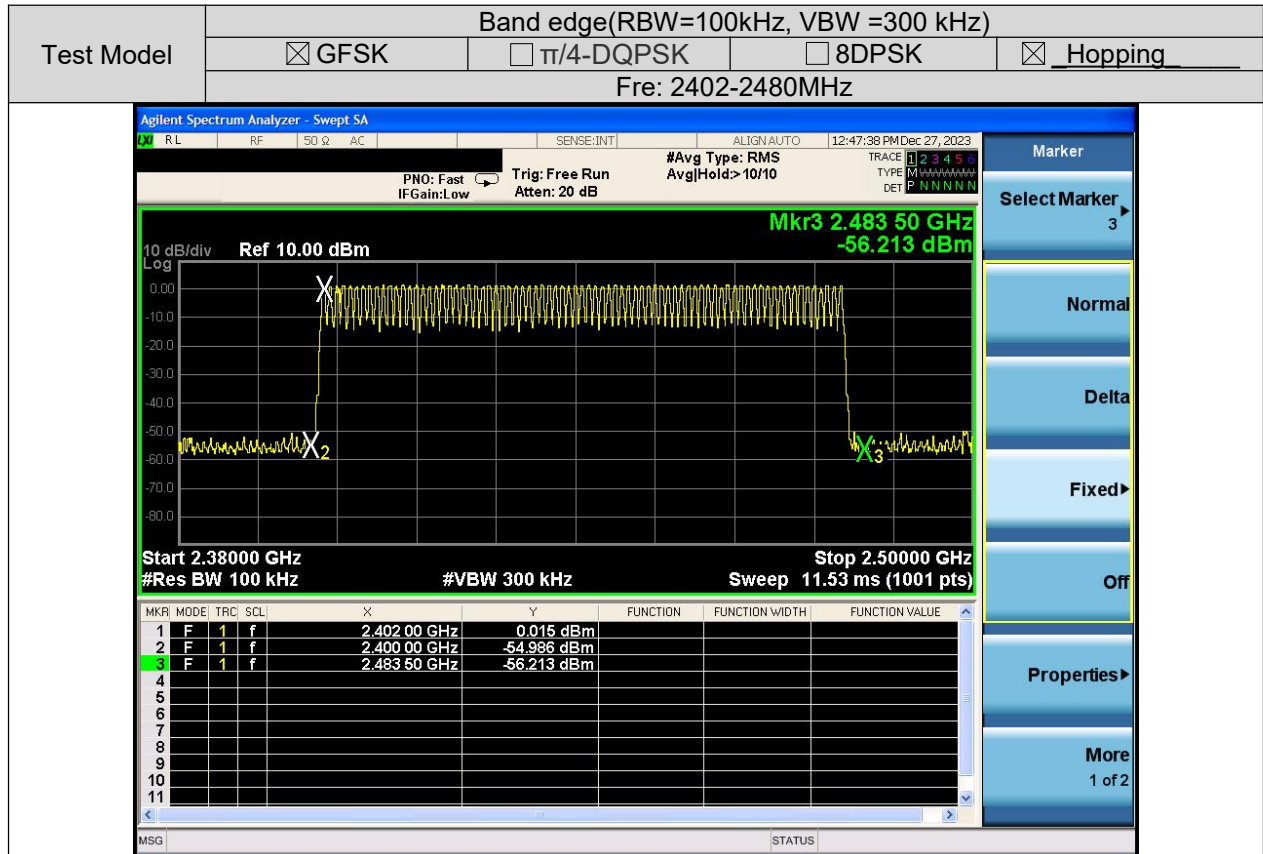 Test Model
Band edge(RBW=100kHz, VBW =300 kHz)
☒ GFSK ☐ π/4-DQPSK ☐ 8DPSK ☒ _Hopping_____
Fre: 2402-2480MHz
Agilent Spectrum Analyzer - Swept SA
LXI RL RF 50 Ω AC SENSE:INT ALIGN AUTO 12:47:38 PM Dec 27, 2023
PNO: Fast Trig: Free Run #Avg Type: RMS TRACE 1 2 3 4 5 6
IFGain:Low Atten: 20 dB Avg|Hold:>10/10 TYPE M WWWWW
DET P N N N N N
Mkr3 2.483 50 GHz
-56.213 dBm
10 dB/div Ref 10.00 dBm
Log
0.00
-10.0
-20.0
-30.0
-40.0
-50.0
-60.0
-70.0
-80.0
2
3
Start 2.38000 GHz Stop 2.50000 GHz
#Res BW 100 kHz #VBW 300 kHz Sweep 11.53 ms (1001 pts)
MKR MODE TRC SCL X Y FUNCTION FUNCTION WIDTH FUNCTION VALUE
1 F 1 f 2.402 00 GHz 0.015 dBm
2 F 1 f 2.400 00 GHz -54.986 dBm
3 F 1 f 2.483 50 GHz -56.213 dBm
4
5
6
7
8
9
10
11
MSG STATUS
Marker
Select Marker
3
Normal
Delta
Fixed
Off
Properties
More
1 of 2